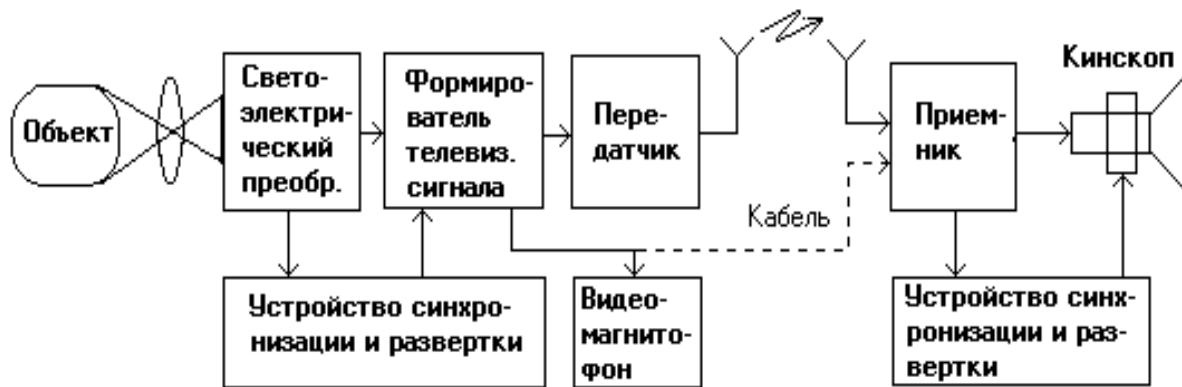 Объект
Свето-
электри-
ческий
преобр.
Формиро-
ватель
телевиз.
сигнала
Пере-
датчик
Прием-
ник
Кинскоп
Кабель
Устройство синхро-
низации и развертки
Видео-
магнито-
фон
Устройство синх-
ронизации и раз-
вертки